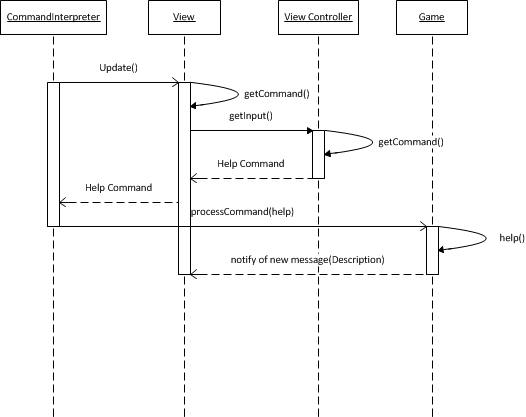 CommandInterpreter
View
View Controller
Game
Update()
getCommand()
getInput()
getCommand()
Help Command
Help Command
processCommand(help)
help()
notify of new message(Description)